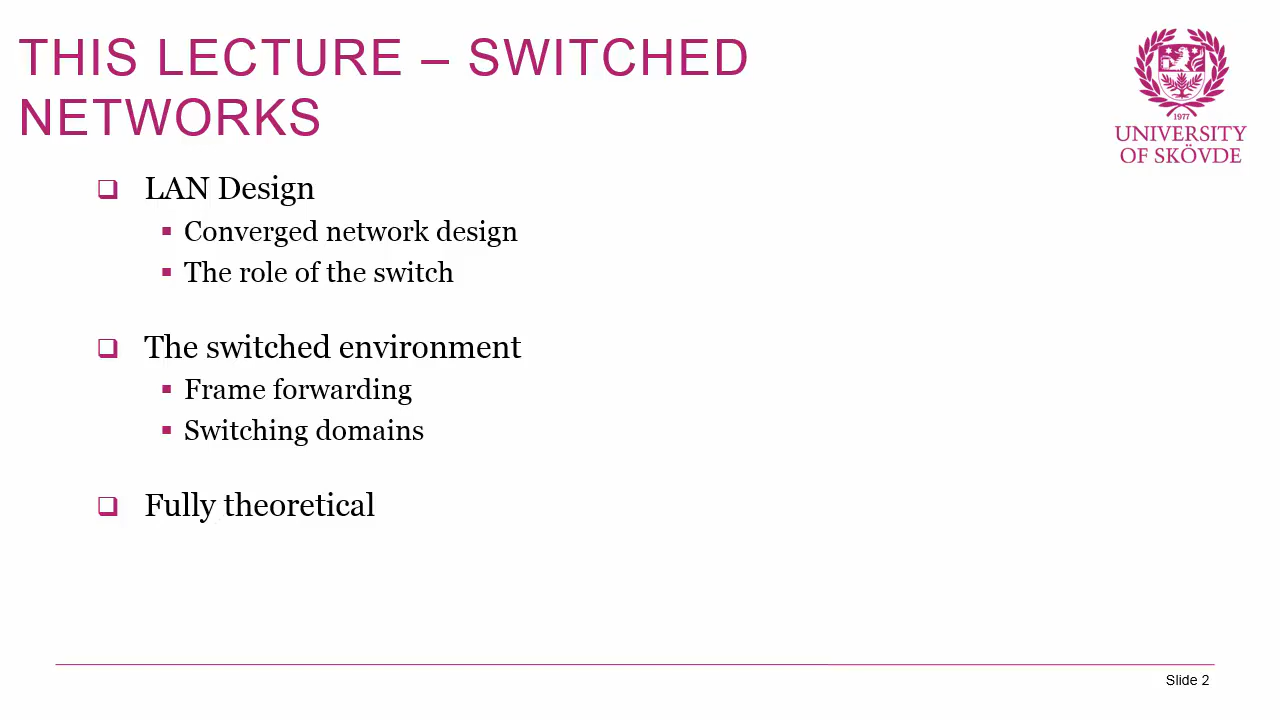 THIS LECTURE – SWITCHED
NETWORKS
1977
UNIVERSITY
OF SKÖVDE
LAN Design
Converged network design
The role of the switch
The switched environment
Frame forwarding
Switching domains
Fully theoretical
Slide 2